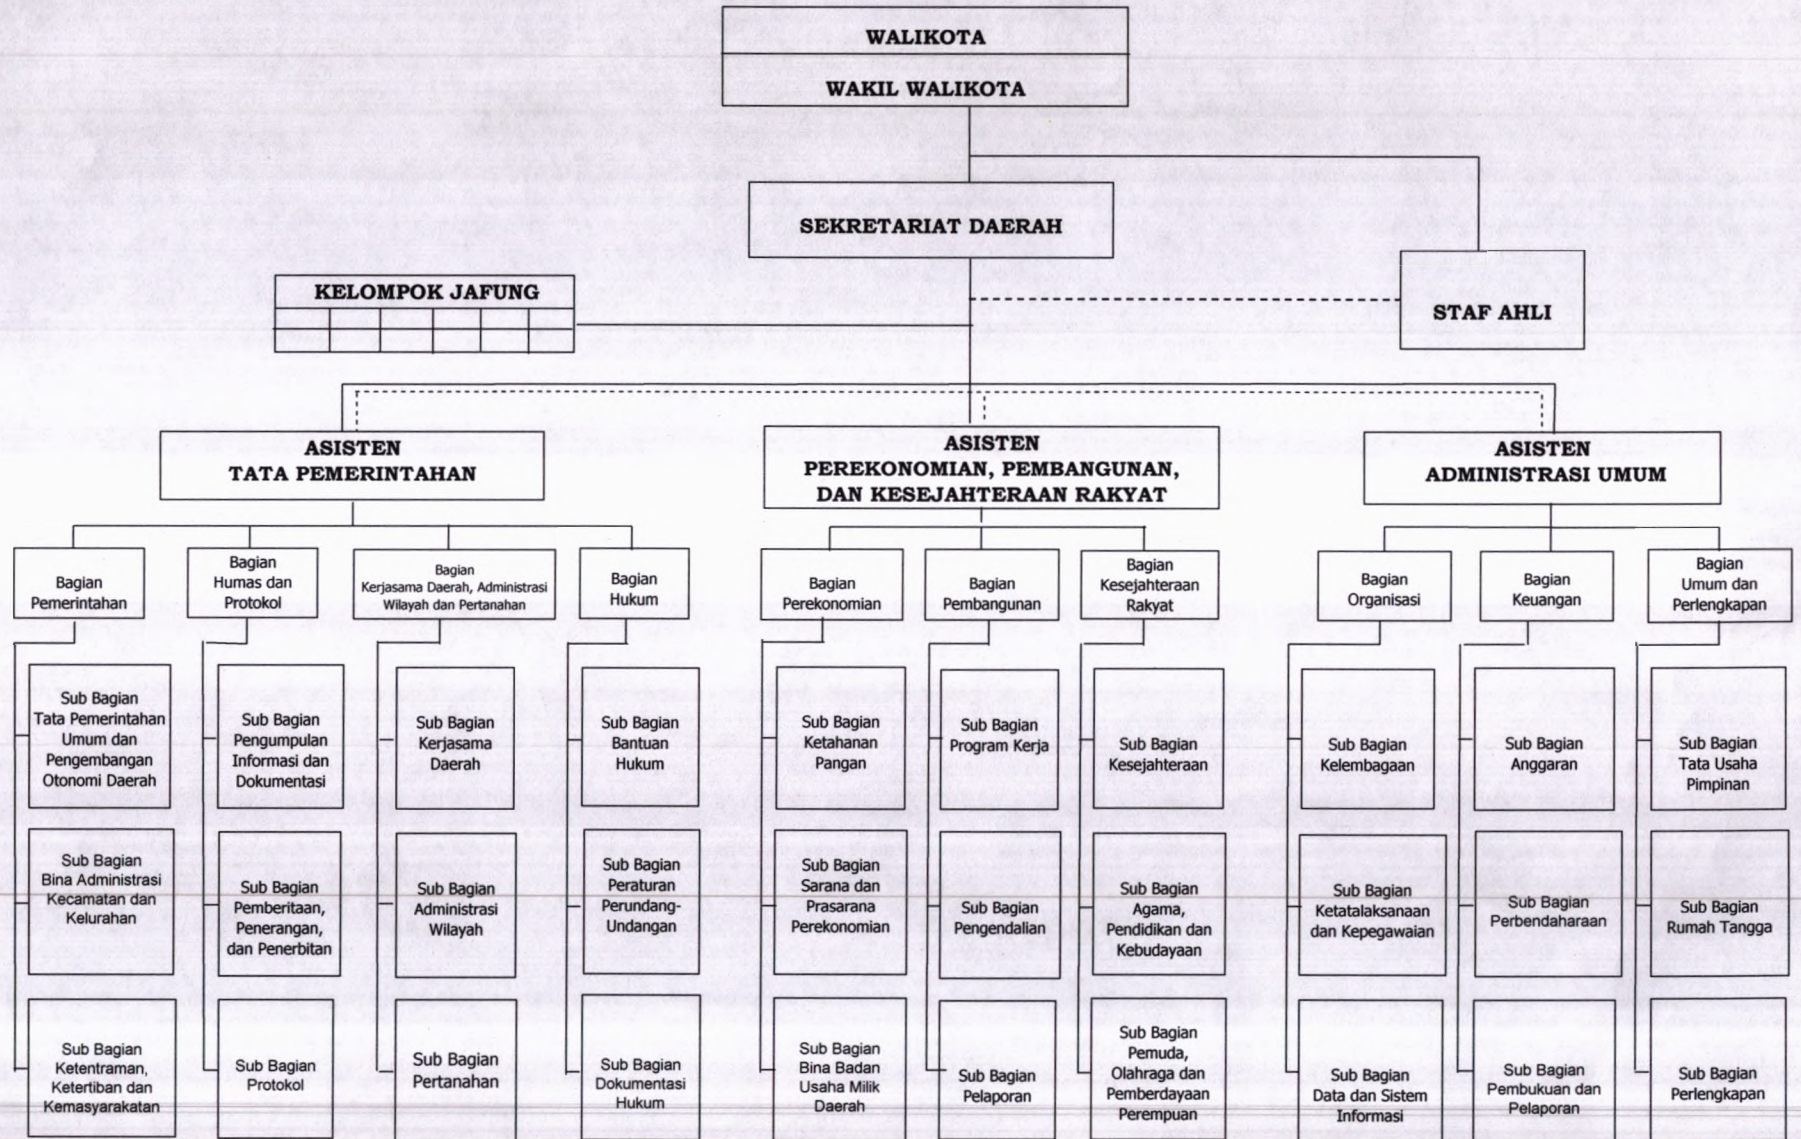 WALIKOTA
WAKIL WALIKOTA
SEKRETARIAT DAERAH
KELOMPOK JAFUNG
STAF AHLI
ASISTEN
TATA PEMERINTAHAN
ASISTEN
PEREKONOMIAN, PEMBANGUNAN,
DAN KESEJAHTERAAN RAKYAT
ASISTEN
ADMINISTRASI UMUM
Bagian
Pemerintahan
Bagian
Humas dan
Protokol
Bagian
Kerjasama Daerah, Administrasi
Wilayah dan Pertanahan
Bagian
Hukum
Bagian
Perekonomian
Bagian
Pembangunan
Bagian
Kesejahteraan
Rakyat
Bagian
Organisasi
Bagian
Keuangan
Bagian
Umum dan
Perlengkapan
Sub Bagian
Tata Pemerintahan
Umum dan
Pengembangan
Otonomi Daerah
Sub Bagian
Pengumpulan
Informasi dan
Dokumentasi
Sub Bagian
Kerjasama
Daerah
Sub Bagian
Bantuan
Hukum
Sub Bagian
Ketahanan
Pangan
Sub Bagian
Program Kerja
Sub Bagian
Kesejahteraan
Sub Bagian
Kelembagaan
Sub Bagian
Anggaran
Sub Bagian
Tata Usaha
Pimpinan
Sub Bagian
Bina Administrasi
Kecamatan dan
Kelurahan
Sub Bagian
Pemberitaan,
Penerangan,
dan Penerbitan
Sub Bagian
Administrasi
Wilayah
Sub Bagian
Peraturan
Perundang-
Undangan
Sub Bagian
Sarana dan
Prasarana
Perekonomian
Sub Bagian
Pengendalian
Sub Bagian
Agama,
Pendidikan dan
Kebudayaan
Sub Bagian
Ketatalaksanaan
dan Kepegawaian
Sub Bagian
Perbendaharaan
Sub Bagian
Rumah Tangga
Sub Bagian
Ketentraman,
Ketertiban dan
Kemasyarakatan
Sub Bagian
Protokol
Sub Bagian
Pertanahan
Sub Bagian
Dokumentasi
Hukum
Sub Bagian
Bina Badan
Usaha Milik
Daerah
Sub Bagian
Pelaporan
Sub Bagian
Pemuda,
Olahraga dan
Pemberdayaan
Perempuan
Sub Bagian
Data dan Sistem
Informasi
Sub Bagian
Pembukuan dan
Pelaporan
Sub Bagian
Perlengkapan